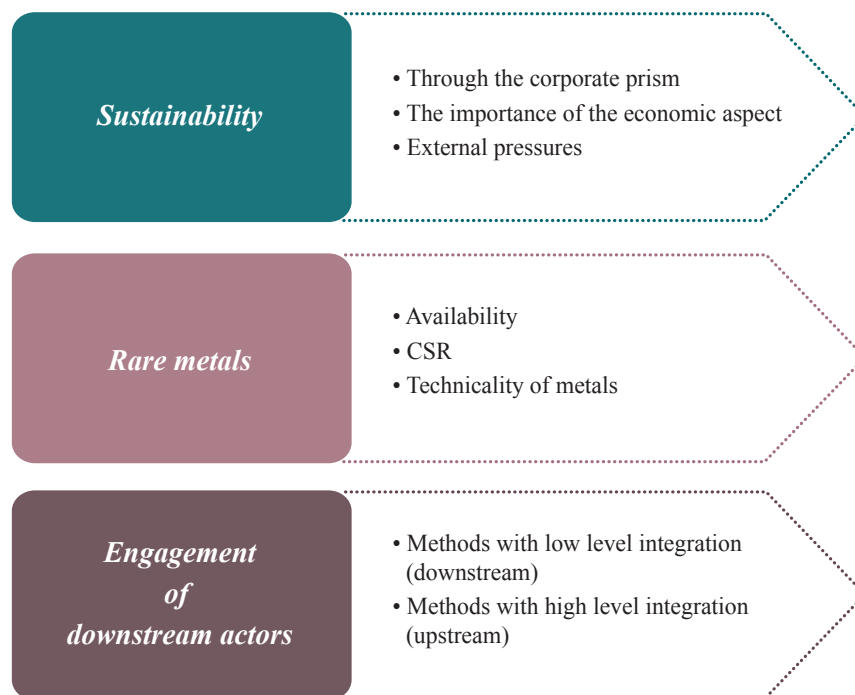 Sustainability
• Through the corporate prism
• The importance of the economic aspect
• External pressures
Rare metals
• Availability
• CSR
• Technicality of metals
Engagement
of
downstream actors
• Methods with low level integration
(downstream)
• Methods with high level integration
(upstream)